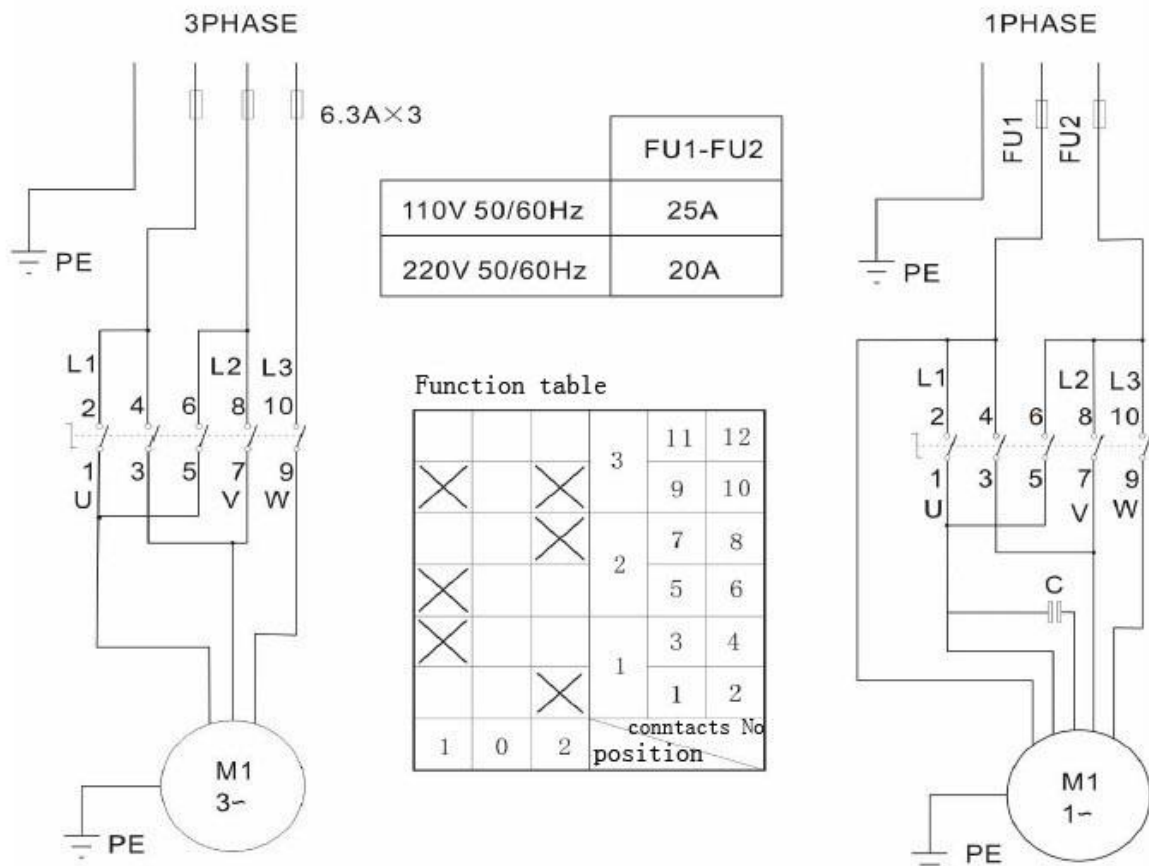 3PHASE
6.3A×3
PE
L1 L2 L3
2 4 6 8 10
1 3 5 7 9
U V W
M1
3~
PE
FU1-FU2
110V 50/60Hz 25A
220V 50/60Hz 20A
Function table
3 11 12
9 10
2 7 8
5 6
1 3 4
1 2
conntacts No
1 0 2 position
1PHASE
FU1 FU2
PE
L1 L2 L3
2 4 6 8 10
1 3 5 7 9
U V W
C
M1
1~
PE